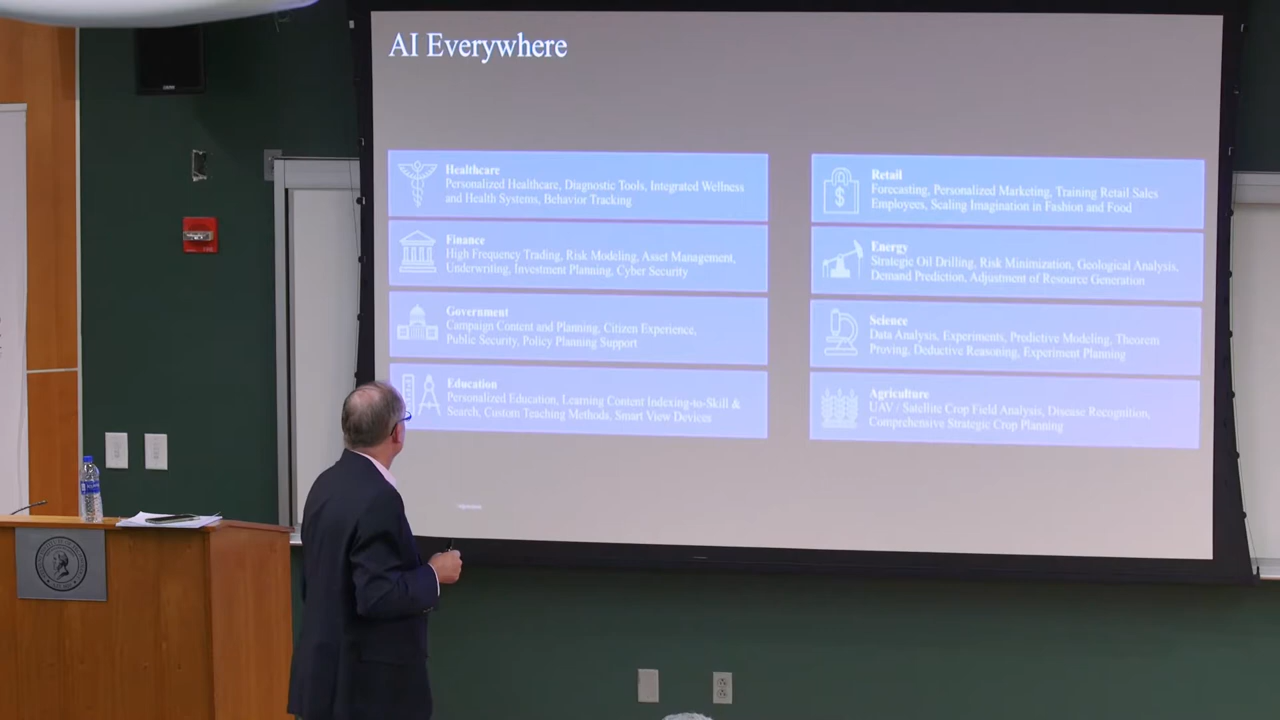 AI Everywhere
Healthcare
Personalized Healthcare, Diagnostic Tools, Integrated Wellness
and Health Systems, Behavior Tracking
Finance
High Frequency Trading, Risk Modeling, Asset Management,
Underwriting, Investment Planning, Cyber Security
Government
Campaign Content and Planning, Citizen Experience,
Public Security, Policy Planning Support
Education
Personalized Education, Learning Content Indexing-to-Skill &
Search, Custom Teaching Methods, Smart View Devices
Retail
Forecasting, Personalized Marketing, Training Retail Sales
Employees, Scaling Imagination in Fashion and Food
Energy
Strategic Oil Drilling, Risk Minimization, Geological Analysis,
Demand Prediction, Adjustment of Resource Generation
Science
Data Analysis, Experiments, Predictive Modeling, Theorem
Proving, Deductive Reasoning, Experiment Planning
Agriculture
UAV / Satellite Crop Field Analysis, Disease Recognition,
Comprehensive Strategic Crop Planning